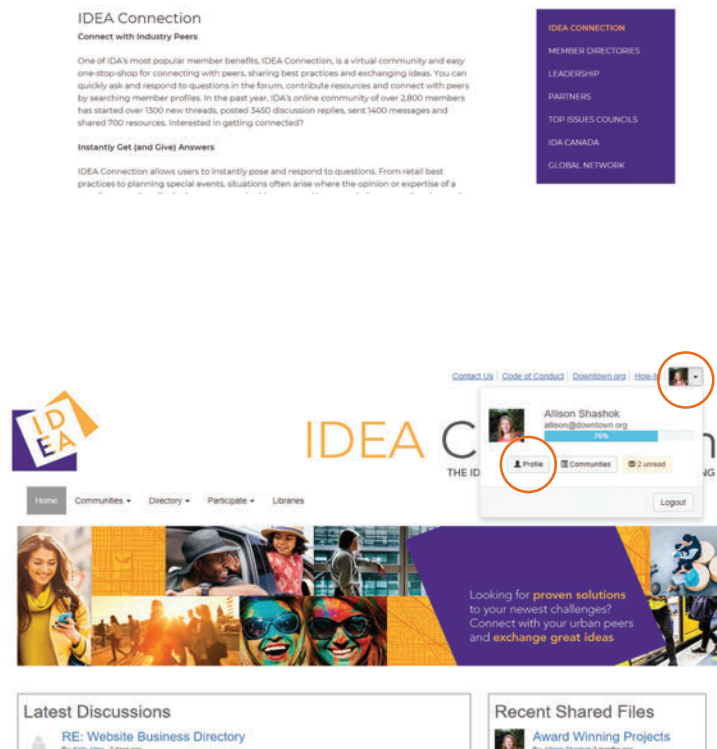 IDEA Connection
Connect with Industry Peers
One of IDA's most popular member benefits, IDEA Connection, is a virtual community and easy
one-stop-shop for connecting with peers, sharing best practices and exchanging ideas. You can
quickly ask and respond to questions in the forum, contribute resources and connect with peers
by searching member profiles. In the past year, IDA's online community of over 2,800 members
has started over 1300 new threads, posted 3450 discussion replies, sent 1400 messages and
shared 700 resources. Interested in getting connected?
Instantly Get (and Give) Answers
IDEA Connection allows users to instantly pose and respond to questions. From retail best
practices to planning special events, situations often arise where the opinion or expertise of a
IDEA CONNECTION
MEMBER DIRECTORIES
LEADERSHIP
PARTNERS
TOP ISSUES COUNCILS
IDA CANADA
GLOBAL NETWORK
Contact Us Code of Conduct Downtown.org How-t
ID
EA
IDEA C n
THE ID NG
Allison Shashok
allison@downtown.org
76%
Profile Communities 2 unread
Logout
Home Communities Directory Participate Libraries
Looking for proven solutions
to your newest challenges?
Connect with your urban peers
and exchange great ideas
Latest Discussions
RE: Website Business Directory
Recent Shared Files
Award Winning Projects